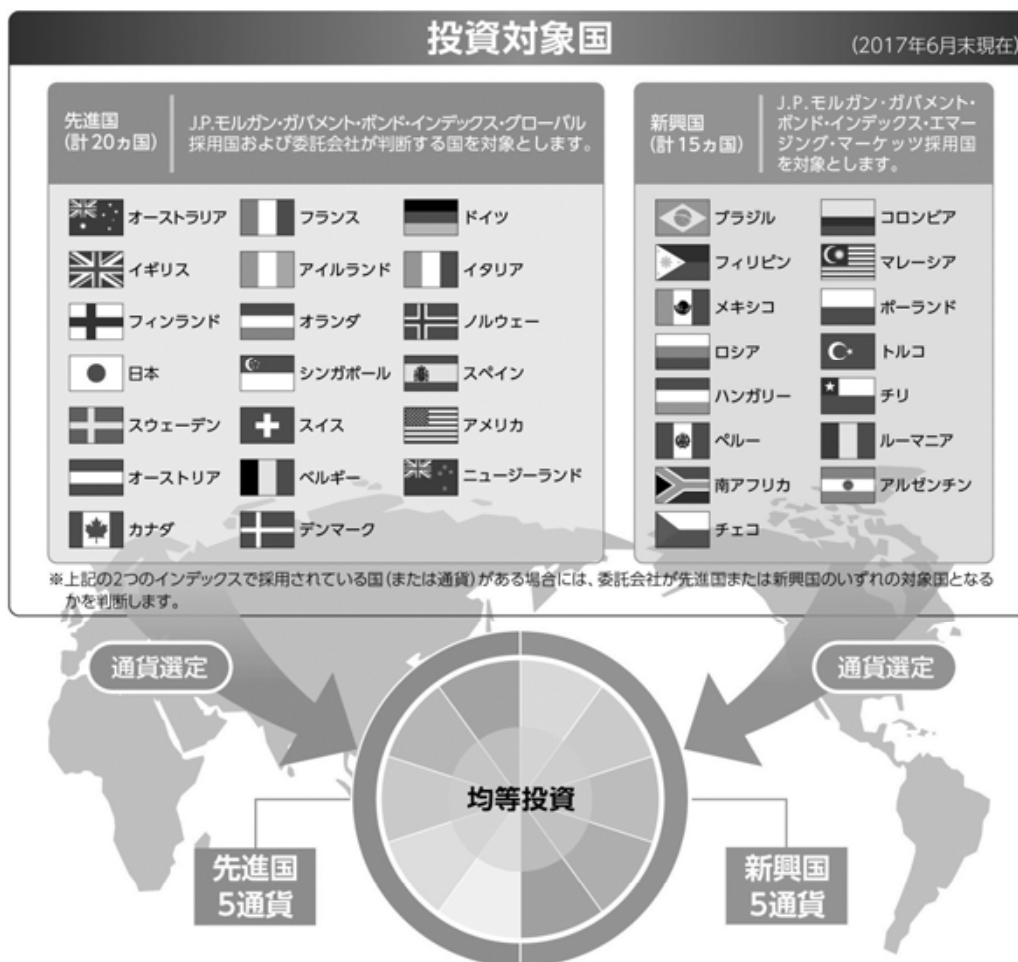 投資対象国
(2017年6月末現在)
先進国
(計20ヵ国)
J.P.モルガン・ガバメント・ボンド・インデックス・グローバル
採用国および委託会社が判断する国を対象とします。
オーストラリア
フランス
ドイツ
イギリス
アイルランド
イタリア
フィンランド
オランダ
ノルウェー
日本
シンガポール
スペイン
スウェーデン
スイス
アメリカ
オーストリア
ベルギー
ニュージーランド
カナダ
デンマーク
新興国
(計15ヵ国)
J.P.モルガン・ガバメント・
ボンド・インデックス・エマー
ジング・マーケッツ採用国
を対象とします。
ブラジル
コロンビア
フィリピン
マレーシア
メキシコ
ポーランド
ロシア
トルコ
ハンガリー
チリ
ペルー
ルーマニア
南アフリカ
アルゼンチン
チェコ
※上記の2つのインデックスで採用されている国(または通貨)がある場合には、委託会社が先進国または新興国のいずれの対象国となる
かを判断します。
通貨選定
通貨選定
均等投資
先進国
5通貨
新興国
5通貨